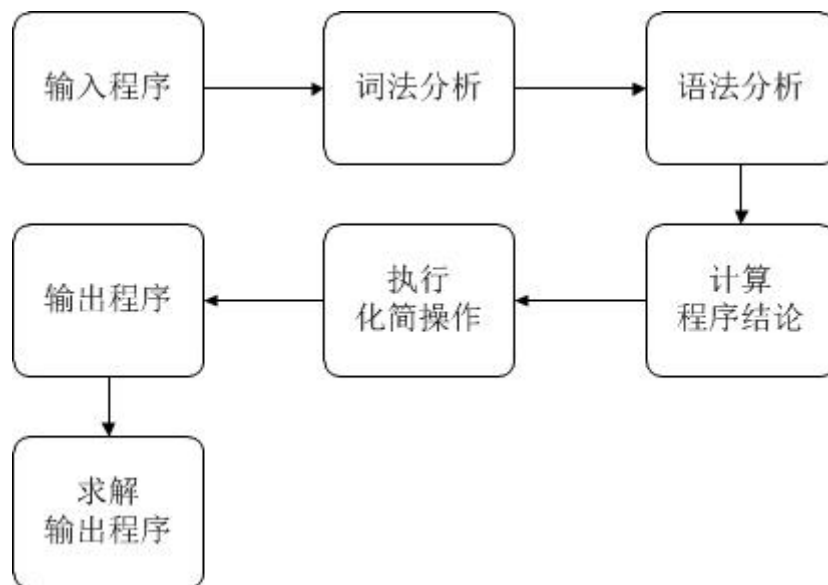 输入程序
词法分析
语法分析
计算
程序结论
执行
化简操作
输出程序
求解
输出程序